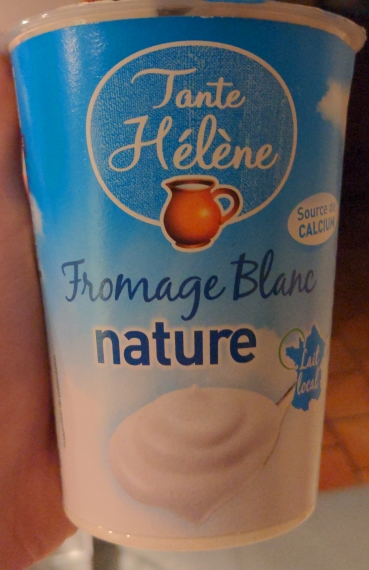 Tante
Hélène
Source de
CALCIUM
Fromage Blanc
nature
Lait
local